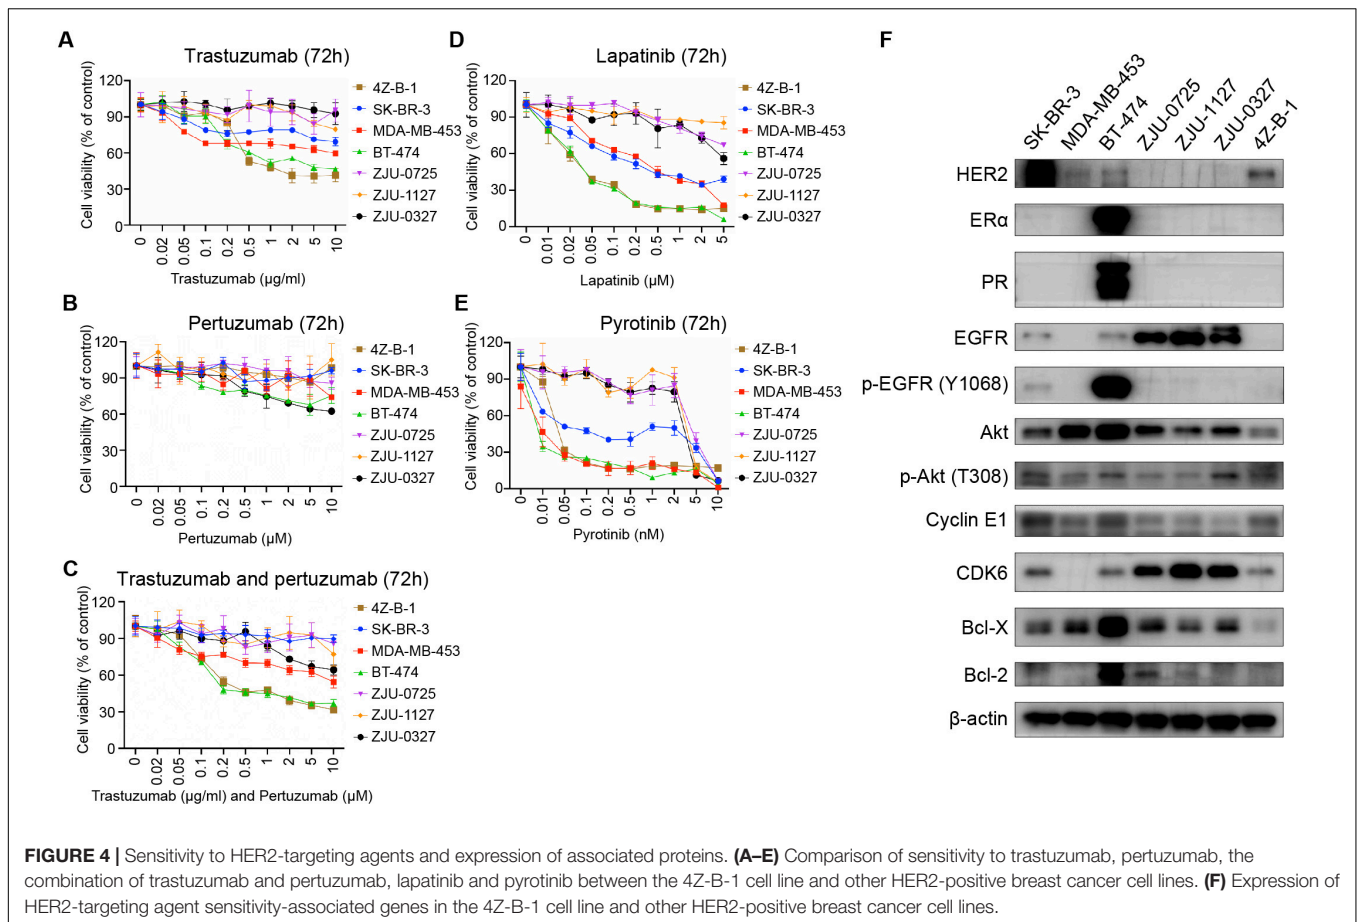 A
Trastuzumab (72h)
Cell viability (% of control)
120
90
60
30
0
0 0.02 0.05 0.1 0.2 0.5 1 2 5 10
Trastuzumab (µg/ml)
4Z-B-1
SK-BR-3
MDA-MB-453
BT-474
ZJU-0725
ZJU-1127
ZJU-0327
B
Pertuzumab (72h)
Cell viability (% of control)
120
90
60
30
0
0 0.02 0.05 0.1 0.2 0.5 1 2 5 10
Pertuzumab (µM)
4Z-B-1
SK-BR-3
MDA-MB-453
BT-474
ZJU-0725
ZJU-1127
ZJU-0327
C
Trastuzumab and pertuzumab (72h)
Cell viability (% of control)
120
90
60
30
0
0 0.02 0.05 0.1 0.2 0.5 1 2 5 10
Trastuzumab (µg/ml) and Pertuzumab (µM)
4Z-B-1
SK-BR-3
MDA-MB-453
BT-474
ZJU-0725
ZJU-1127
ZJU-0327
D
Lapatinib (72h)
Cell viability (% of control)
120
90
60
30
0
0 0.01 0.02 0.05 0.1 0.2 0.5 1 2 5
Lapatinib (µM)
4Z-B-1
SK-BR-3
MDA-MB-453
BT-474
ZJU-0725
ZJU-1127
ZJU-0327
E
Pyrotinib (72h)
Cell viability (% of control)
120
90
60
30
0
0 0.01 0.05 0.1 0.2 0.5 1 2 5 10
Pyrotinib (nM)
4Z-B-1
SK-BR-3
MDA-MB-453
BT-474
ZJU-0725
ZJU-1127
ZJU-0327
F
SK-BR-3 MDA-MB-453 BT-474 ZJU-0725 ZJU-1127 ZJU-0327 4Z-B-1
HER2
ERα
PR
EGFR
p-EGFR (Y1068)
Akt
p-Akt (T308)
Cyclin E1
CDK6
Bcl-X
Bcl-2
β-actin
FIGURE 4 | Sensitivity to HER2-targeting agents and expression of associated proteins. (A–E) Comparison of sensitivity to trastuzumab, pertuzumab, the
combination of trastuzumab and pertuzumab, lapatinib and pyrotinib between the 4Z-B-1 cell line and other HER2-positive breast cancer cell lines. (F) Expression of
HER2-targeting agent sensitivity-associated genes in the 4Z-B-1 cell line and other HER2-positive breast cancer cell lines.